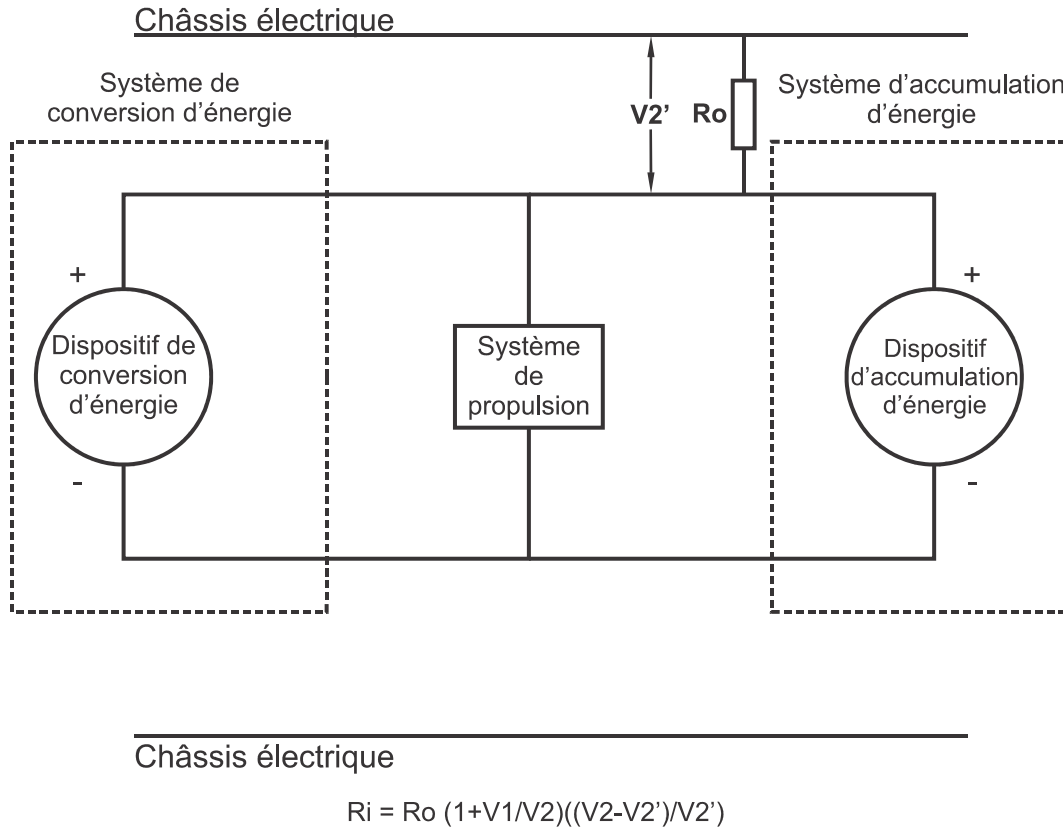 Châssis électrique
Système de
conversion d’énergie
V2’
Ro
Système d’accumulation
d’énergie
+
Dispositif de
conversion
d’énergie
-
Système
de
propulsion
+
Dispositif
d’accumulation
d’énergie
-
Châssis électrique
Ri = Ro (1+V1/V2)((V2-V2’)/V2’)